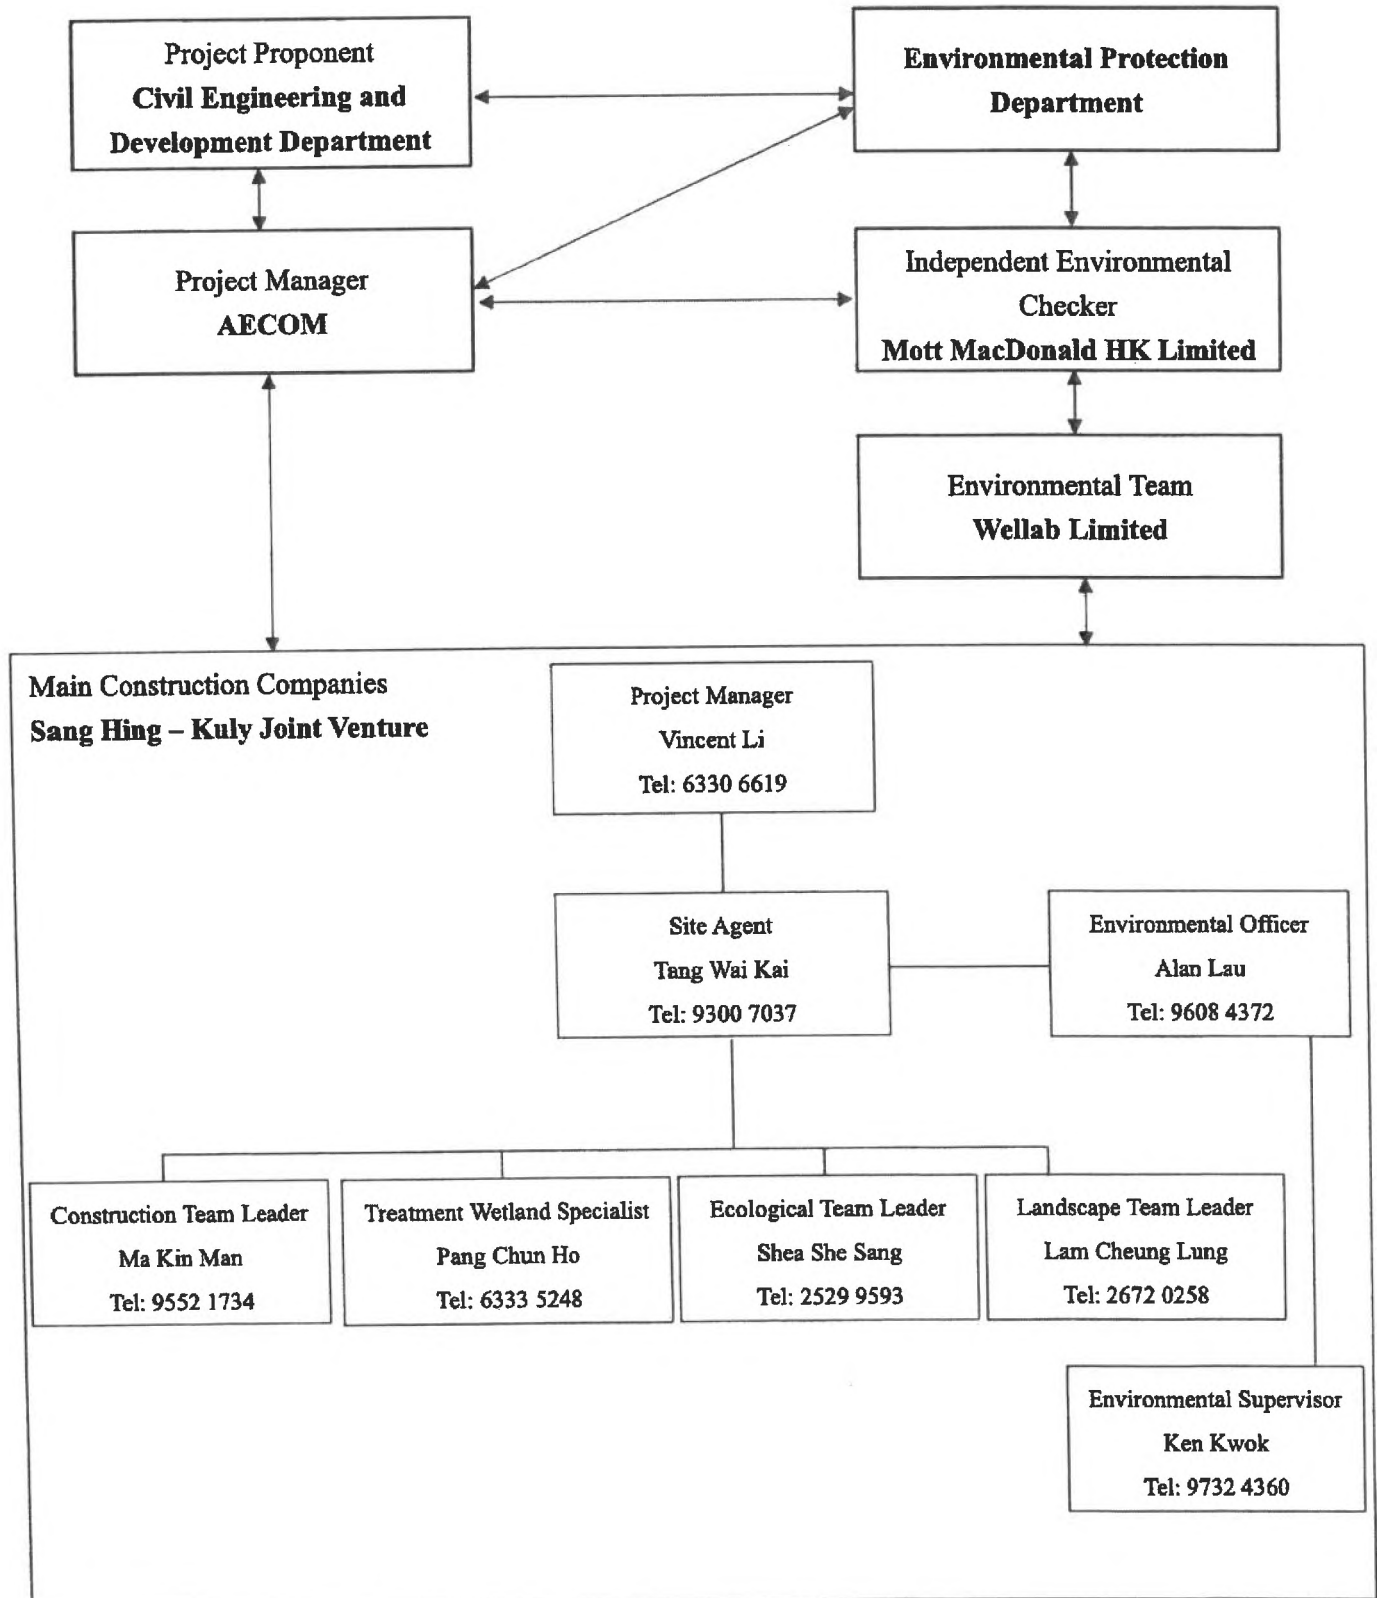 Project Proponent
Civil Engineering and
Development Department
Environmental Protection
Department
Project Manager
AECOM
Independent Environmental
Checker
Mott MacDonald HK Limited
Environmental Team
Wellab Limited
Main Construction Companies
Sang Hing – Kuly Joint Venture
Project Manager
Vincent Li
Tel: 6330 6619
Site Agent
Tang Wai Kai
Tel: 9300 7037
Environmental Officer
Alan Lau
Tel: 9608 4372
Construction Team Leader
Ma Kin Man
Tel: 9552 1734
Treatment Wetland Specialist
Pang Chun Ho
Tel: 6333 5248
Ecological Team Leader
Shea She Sang
Tel: 2529 9593
Landscape Team Leader
Lam Cheung Lung
Tel: 2672 0258
Environmental Supervisor
Ken Kwok
Tel: 9732 4360